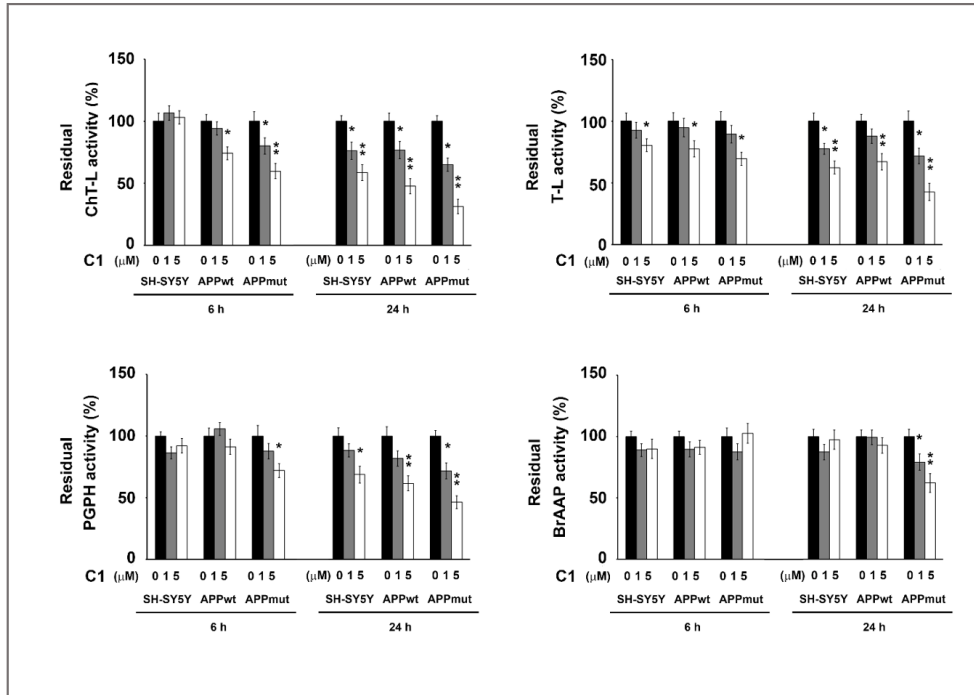 150
100
50
0
Residual
ChT-L activity (%)
*
*
**
*
**
*
**
*
**
C1 (μM) 0 1 5 0 1 5 0 1 5 (μM) 0 1 5 0 1 5 0 1 5
SH-SY5Y APPwt APPmut SH-SY5Y APPwt APPmut
6 h 24 h
150
100
50
0
Residual
T-L activity (%)
*
*
*
*
**
**
*
**
C1 (μM) 0 1 5 0 1 5 0 1 5 (μM) 0 1 5 0 1 5 0 1 5
SH-SY5Y APPwt APPmut SH-SY5Y APPwt APPmut
6 h 24 h
150
100
50
0
Residual
PGPH activity (%)
*
*
**
*
**
C1 (μM) 0 1 5 0 1 5 0 1 5 (μM) 0 1 5 0 1 5 0 1 5
SH-SY5Y APPwt APPmut SH-SY5Y APPwt APPmut
6 h 24 h
150
100
50
0
Residual
BrAAP activity (%)
*
**
C1 (μM) 0 1 5 0 1 5 0 1 5 (μM) 0 1 5 0 1 5 0 1 5
SH-SY5Y APPwt APPmut SH-SY5Y APPwt APPmut
6 h 24 h